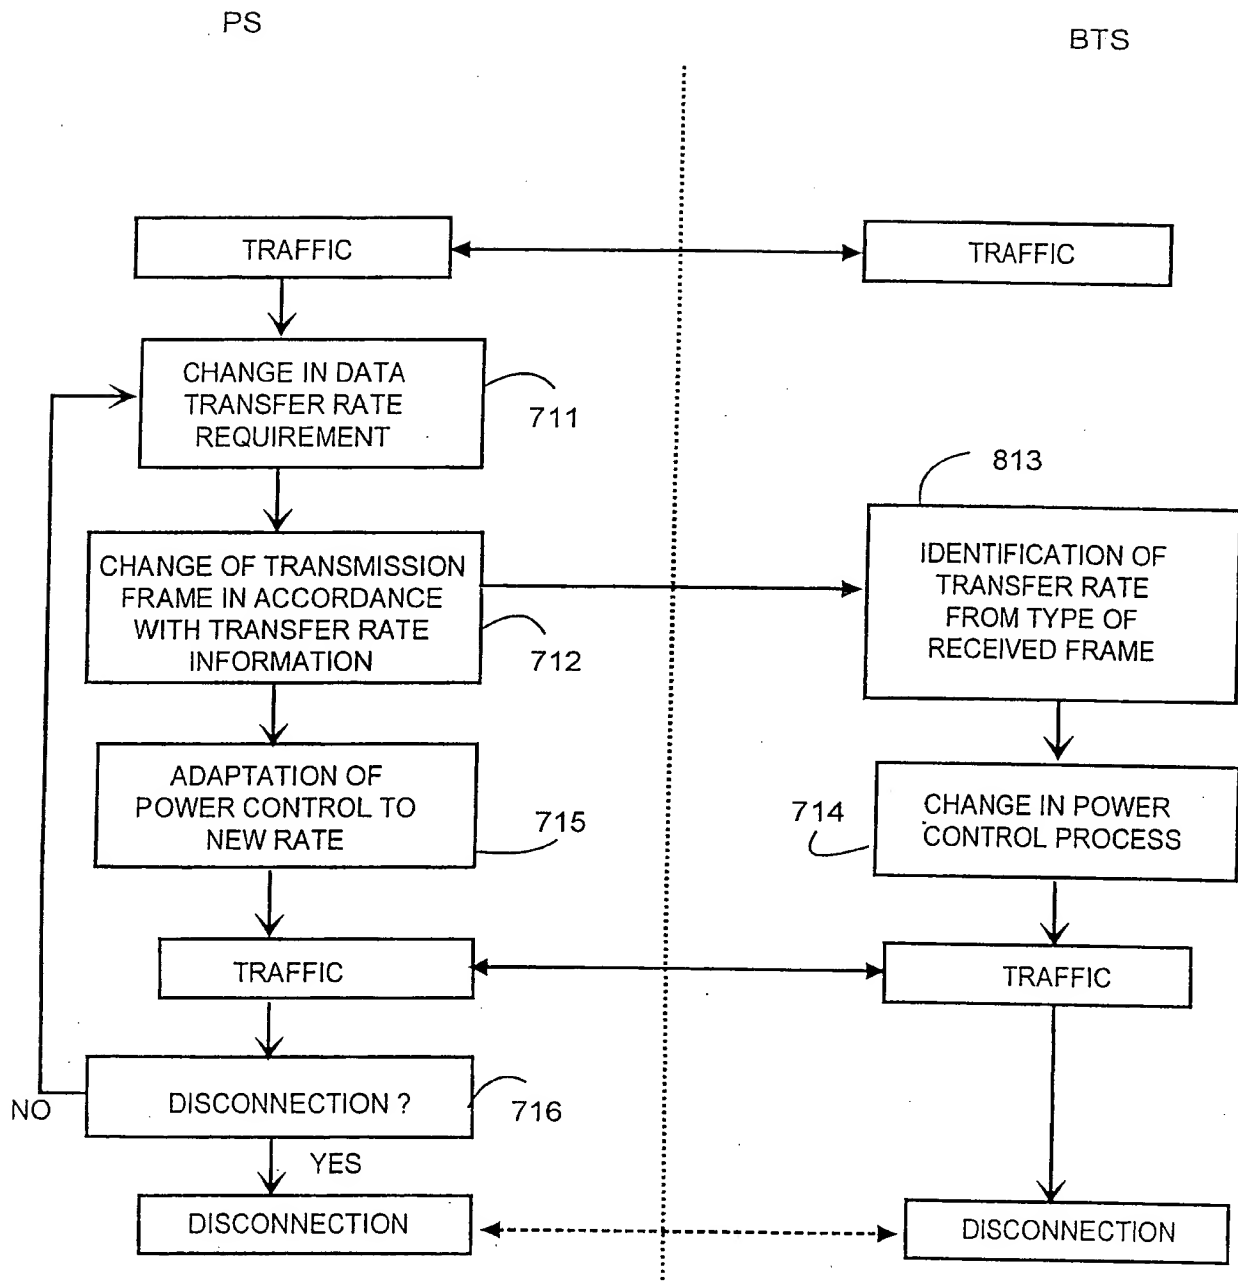 PS
BTS
TRAFFIC
TRAFFIC
CHANGE IN DATA
TRANSFER RATE
REQUIREMENT
711
813
CHANGE OF TRANSMISSION
FRAME IN ACCORDANCE
WITH TRANSFER RATE
INFORMATION
712
IDENTIFICATION OF
TRANSFER RATE
FROM TYPE OF
RECEIVED FRAME
ADAPTATION OF
POWER CONTROL TO
NEW RATE
715
714
CHANGE IN POWER
CONTROL PROCESS
TRAFFIC
TRAFFIC
DISCONNECTION ?
716
NO
YES
DISCONNECTION
DISCONNECTION